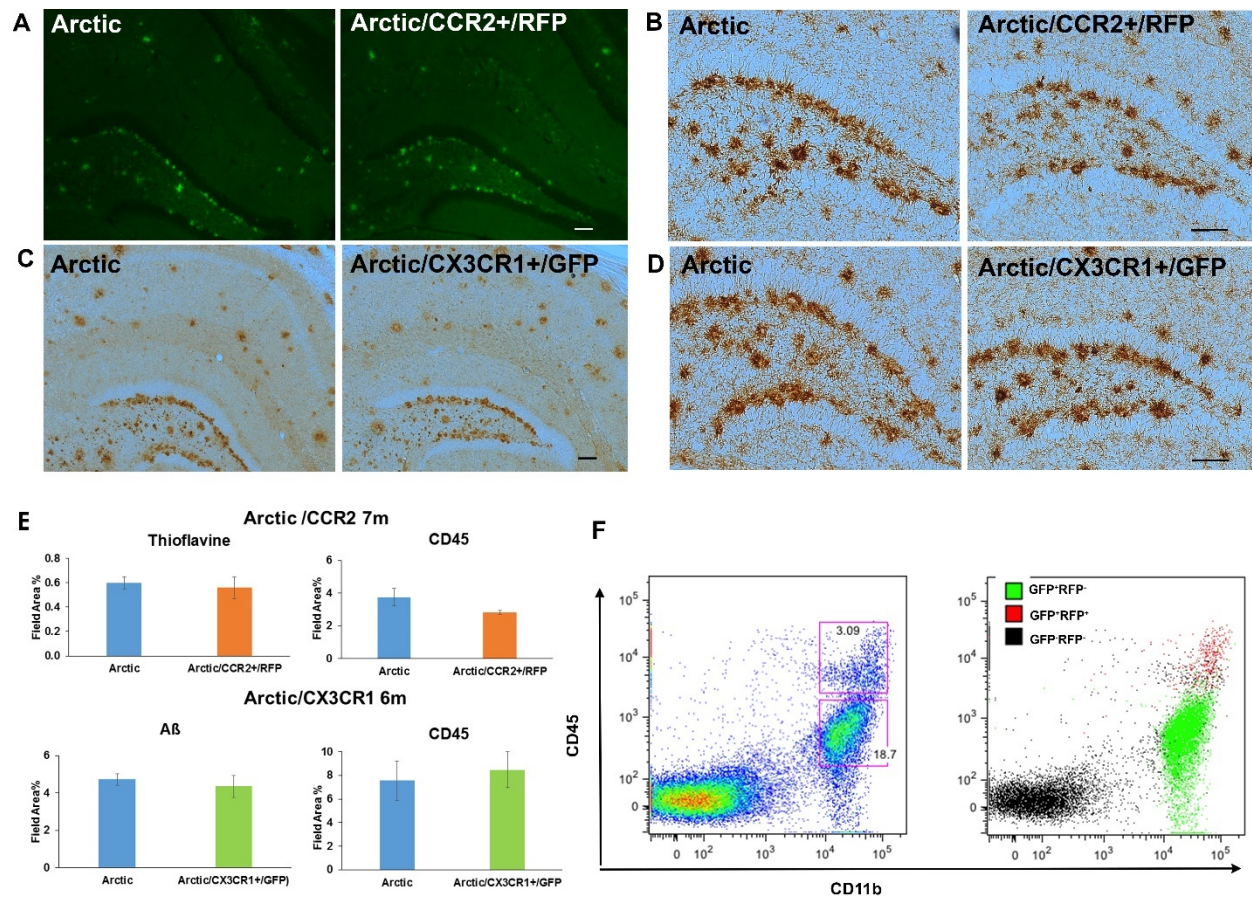 A
Arctic
Arctic/CCR2+/RFP
B
Arctic
Arctic/CCR2+/RFP
C
Arctic
Arctic/CX3CR1+/GFP
D
Arctic
Arctic/CX3CR1+/GFP
E
Arctic /CCR2 7m
Thioflavine
Field Area%
0.8
0.6
0.4
0.2
0.0
Arctic
Arctic/CCR2+/RFP
CD45
Field Area%
6
4
2
0
Arctic
Arctic/CCR2+/RFP
Arctic/CX3CR1 6m
Aß
Field Area%
6
4
2
0
Arctic
Arctic/CX3CR1+/GFP)
CD45
Field Area %
10
8
6
4
2
0
Arctic
Arctic/CX3CR1+/GFP
F
CD45
10⁵
10⁴
10³
10²
0
3.09
18.7
0 10² 10³ 10⁴ 10⁵
GFP⁺RFP⁻
GFP⁺RFP⁺
GFP⁻RFP⁻
10⁵
10⁴
10³
10²
0
0 10² 10³ 10⁴ 10⁵
CD11b